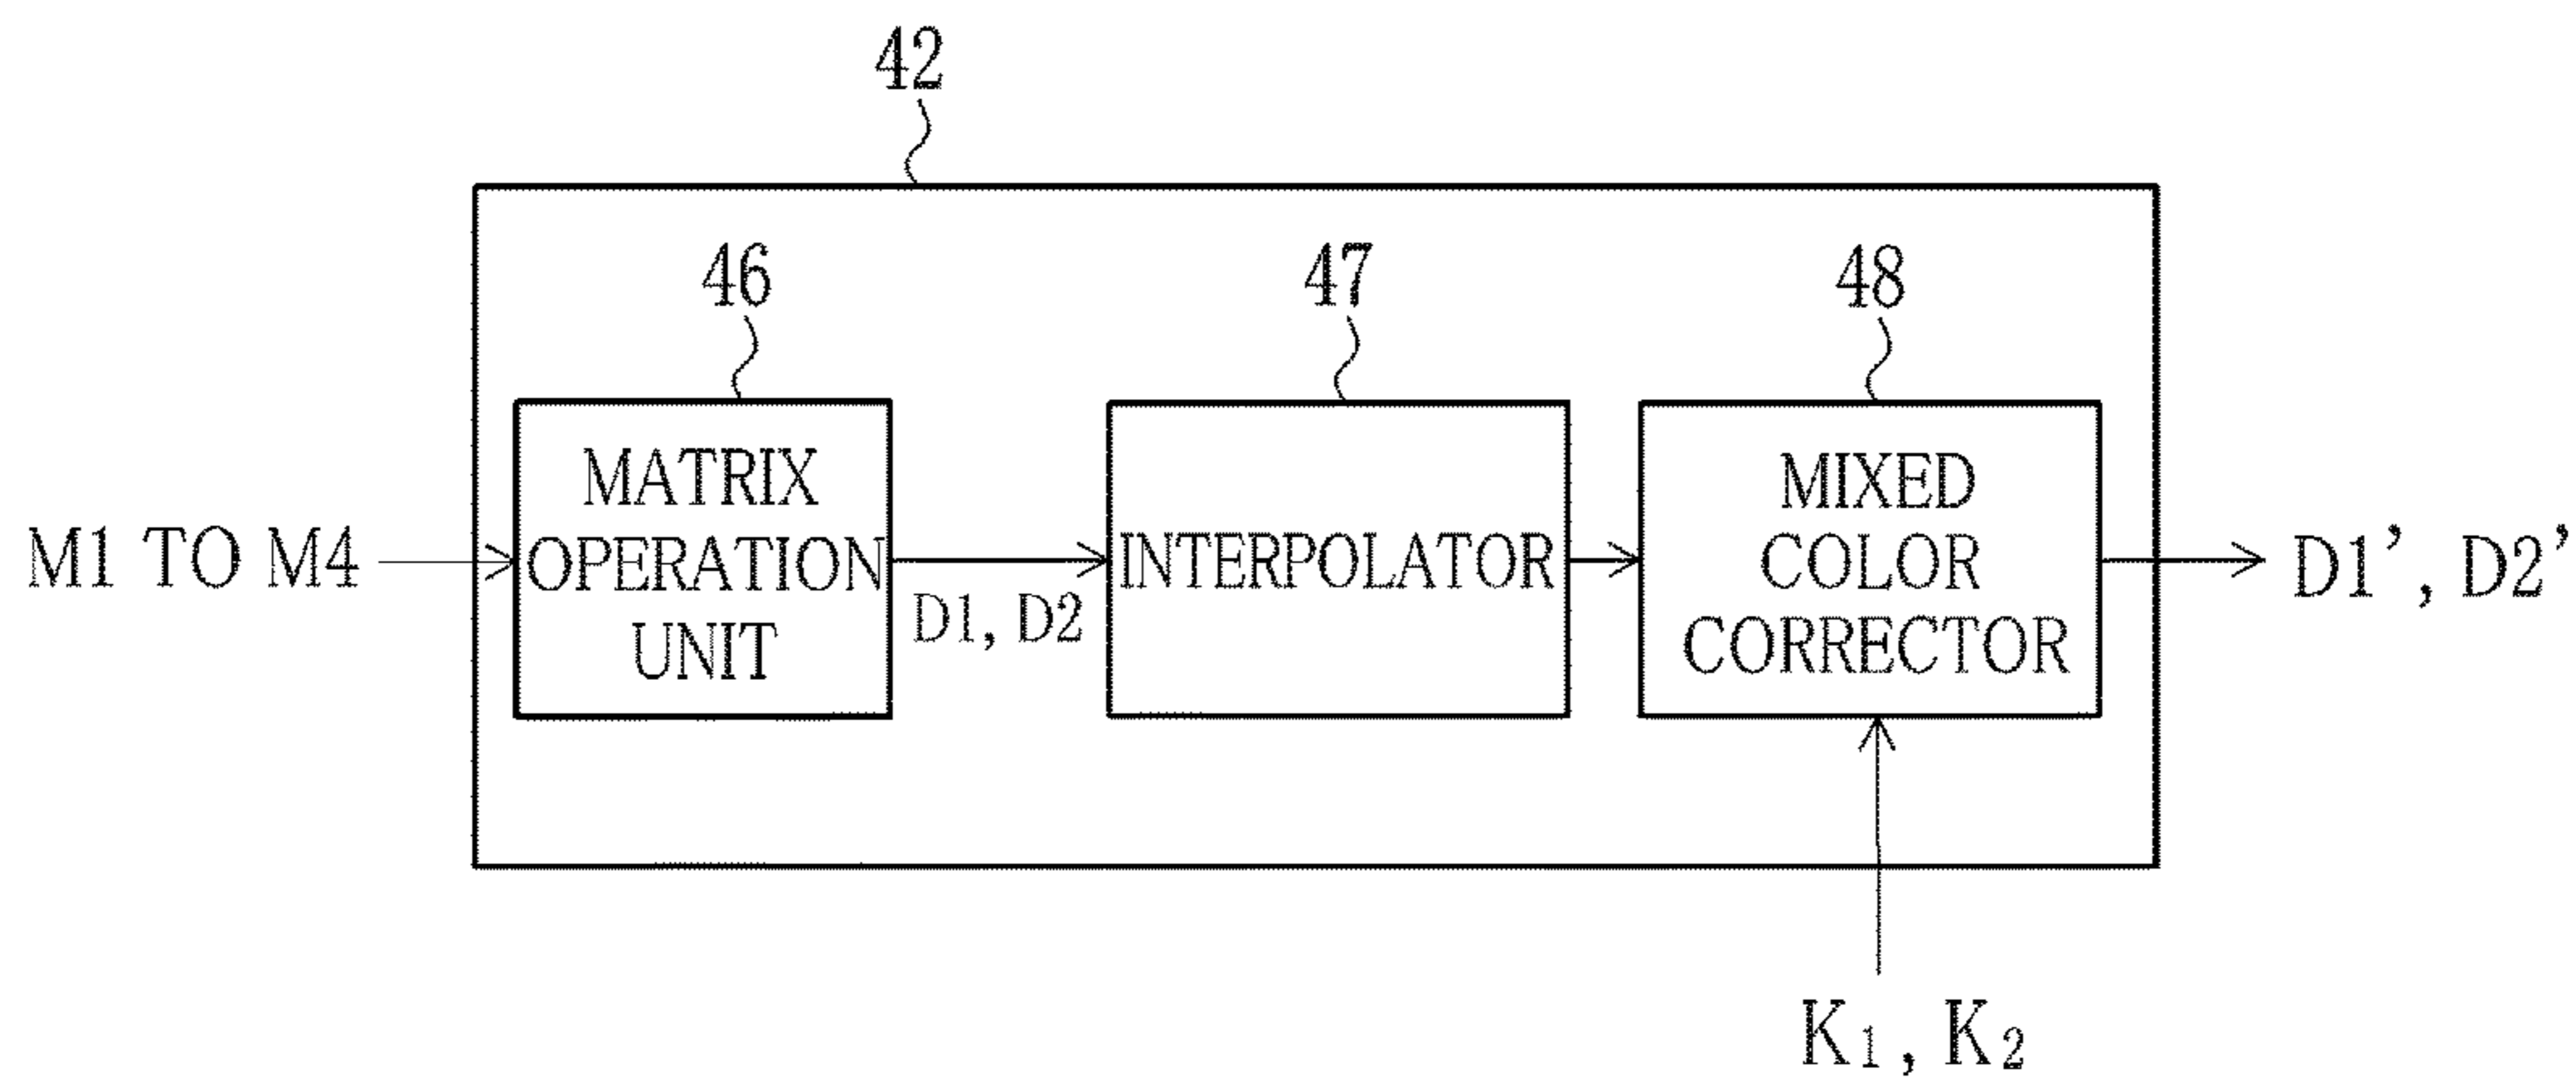 42
46
47
48
M1 TO M4
MATRIX
OPERATION
UNIT
D1, D2
INTERPOLATOR
MIXED
COLOR
CORRECTOR
D1’, D2’
K₁, K₂